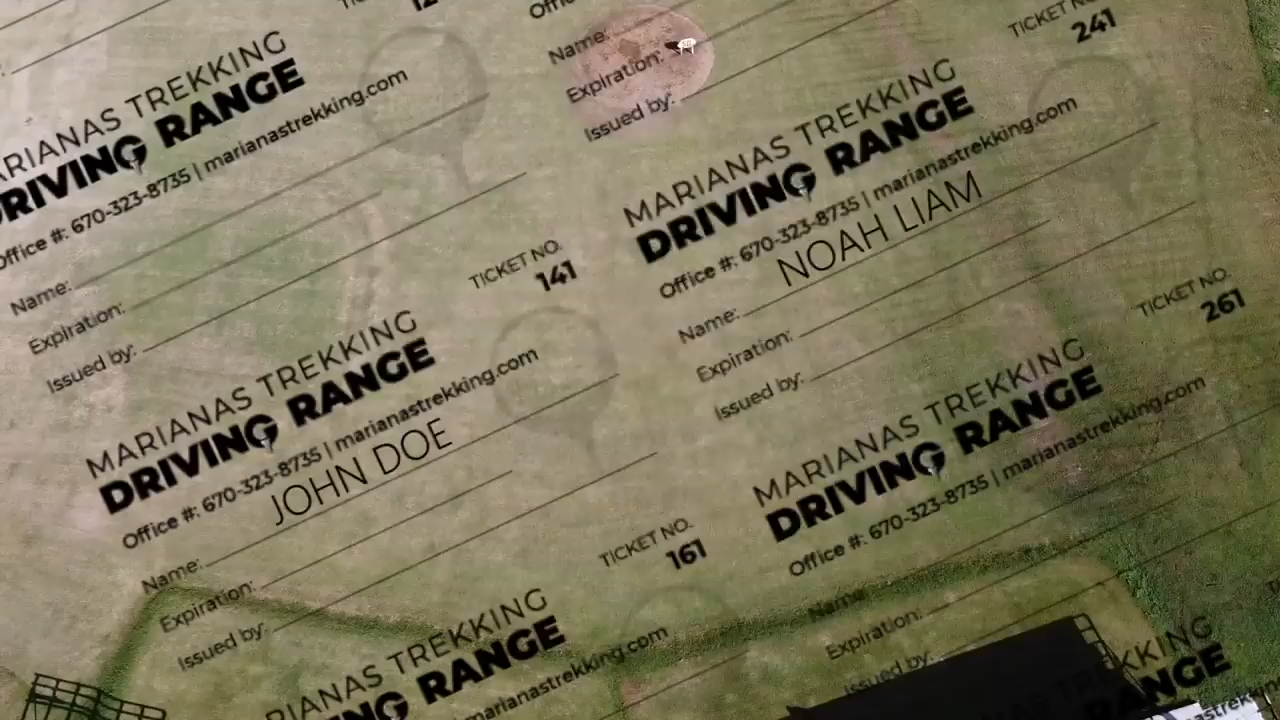 Name:
Expiration:
Issued by:
TICKET NO.
241
MARIANAS TREKKING
DRIVING RANGE
Office #: 670-323-8735 | marianastrekking.com
Name:
Expiration:
Issued by:
TICKET NO.
141
MARIANAS TREKKING
DRIVING RANGE
Office #: 670-323-8735 | marianastrekking.com
Name: NOAH LIAM
Expiration:
Issued by:
TICKET NO.
261
MARIANAS TREKKING
DRIVING RANGE
Office #: 670-323-8735 | marianastrekking.com
Name: JOHN DOE
Expiration:
Issued by:
TICKET NO.
161
MARIANAS TREKKING
DRIVING RANGE
Office #: 670-323-8735 | marianastrekking.com
Name:
Expiration:
Issued by:
TREKKING
RANGE
marianastrekking.com
RANGE